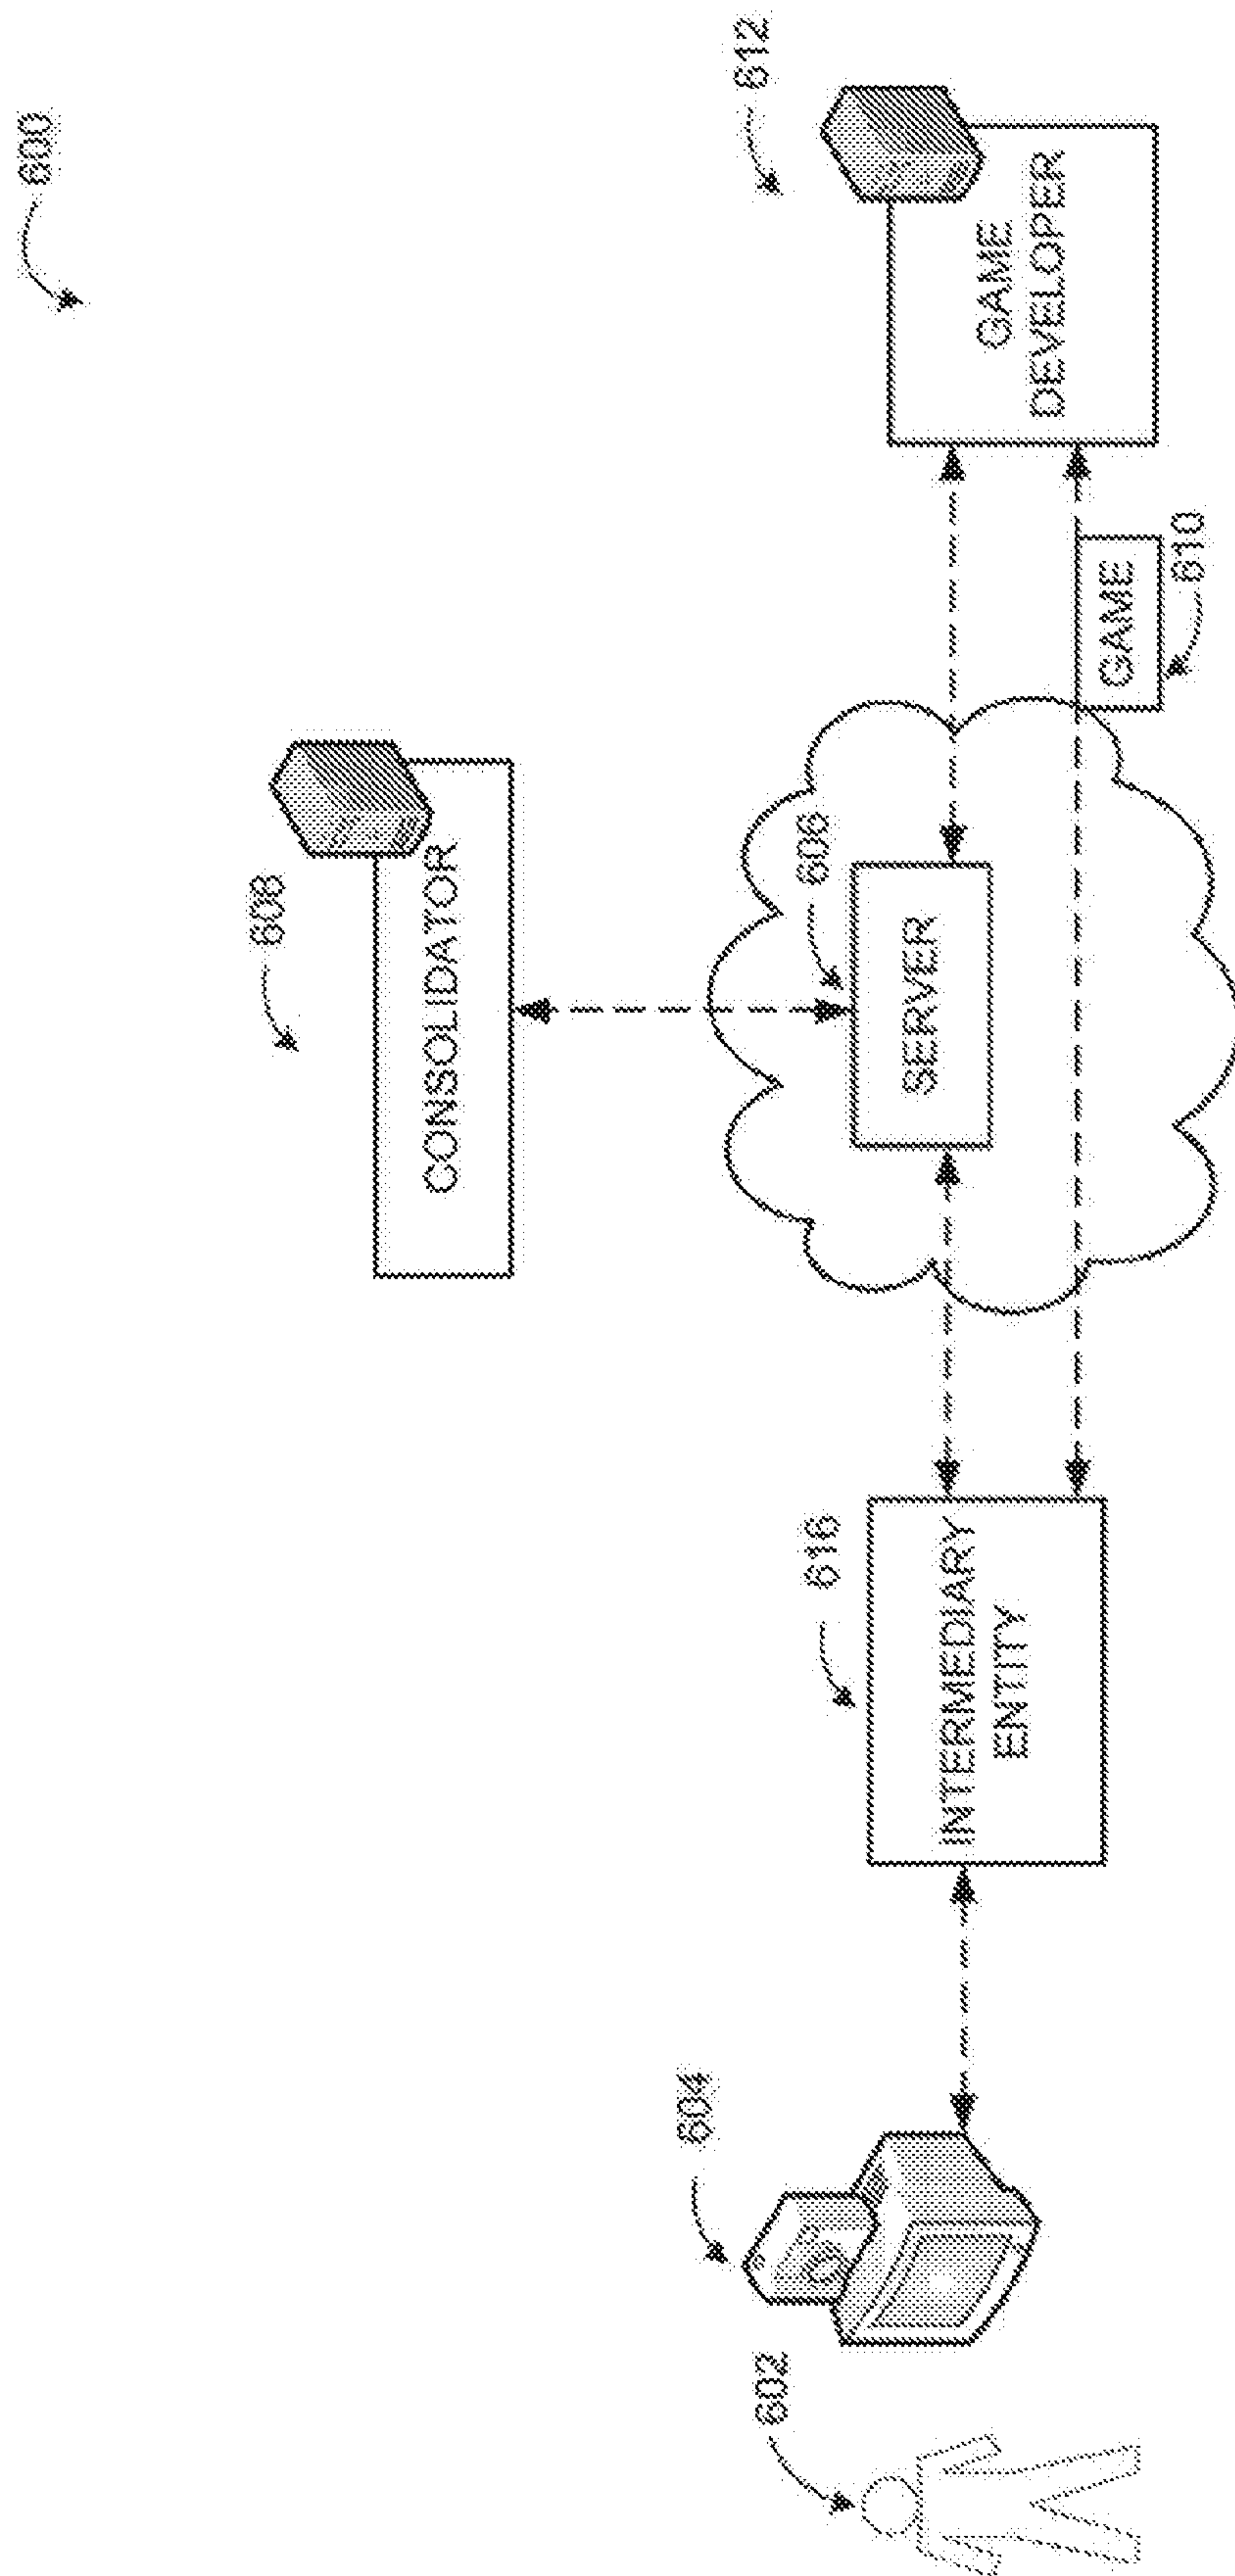 600
608
CONSOLIDATOR
612
GAME
DEVELOPER
606
SERVER
GAME
610
616
INTERMEDIARY
ENTITY
604
602